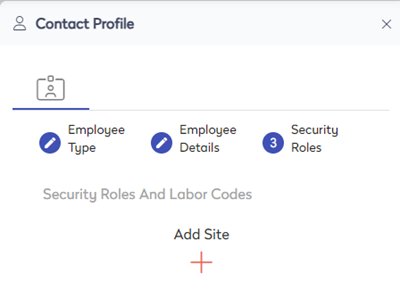 Contact Profile
Employee Type
Employee Details
3
Security Roles
Security Roles And Labor Codes
Add Site